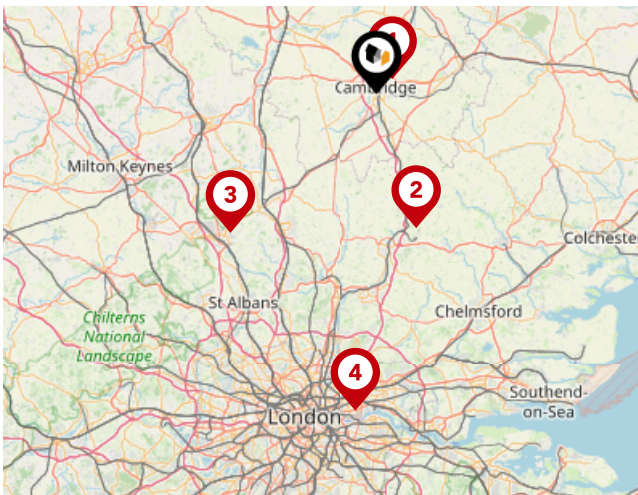 Cambridge
Milton Keynes
2
3
Colchester
St Albans
Chilterns
National
Landscape
Chelmsford
4
Southend-
on-Sea
London